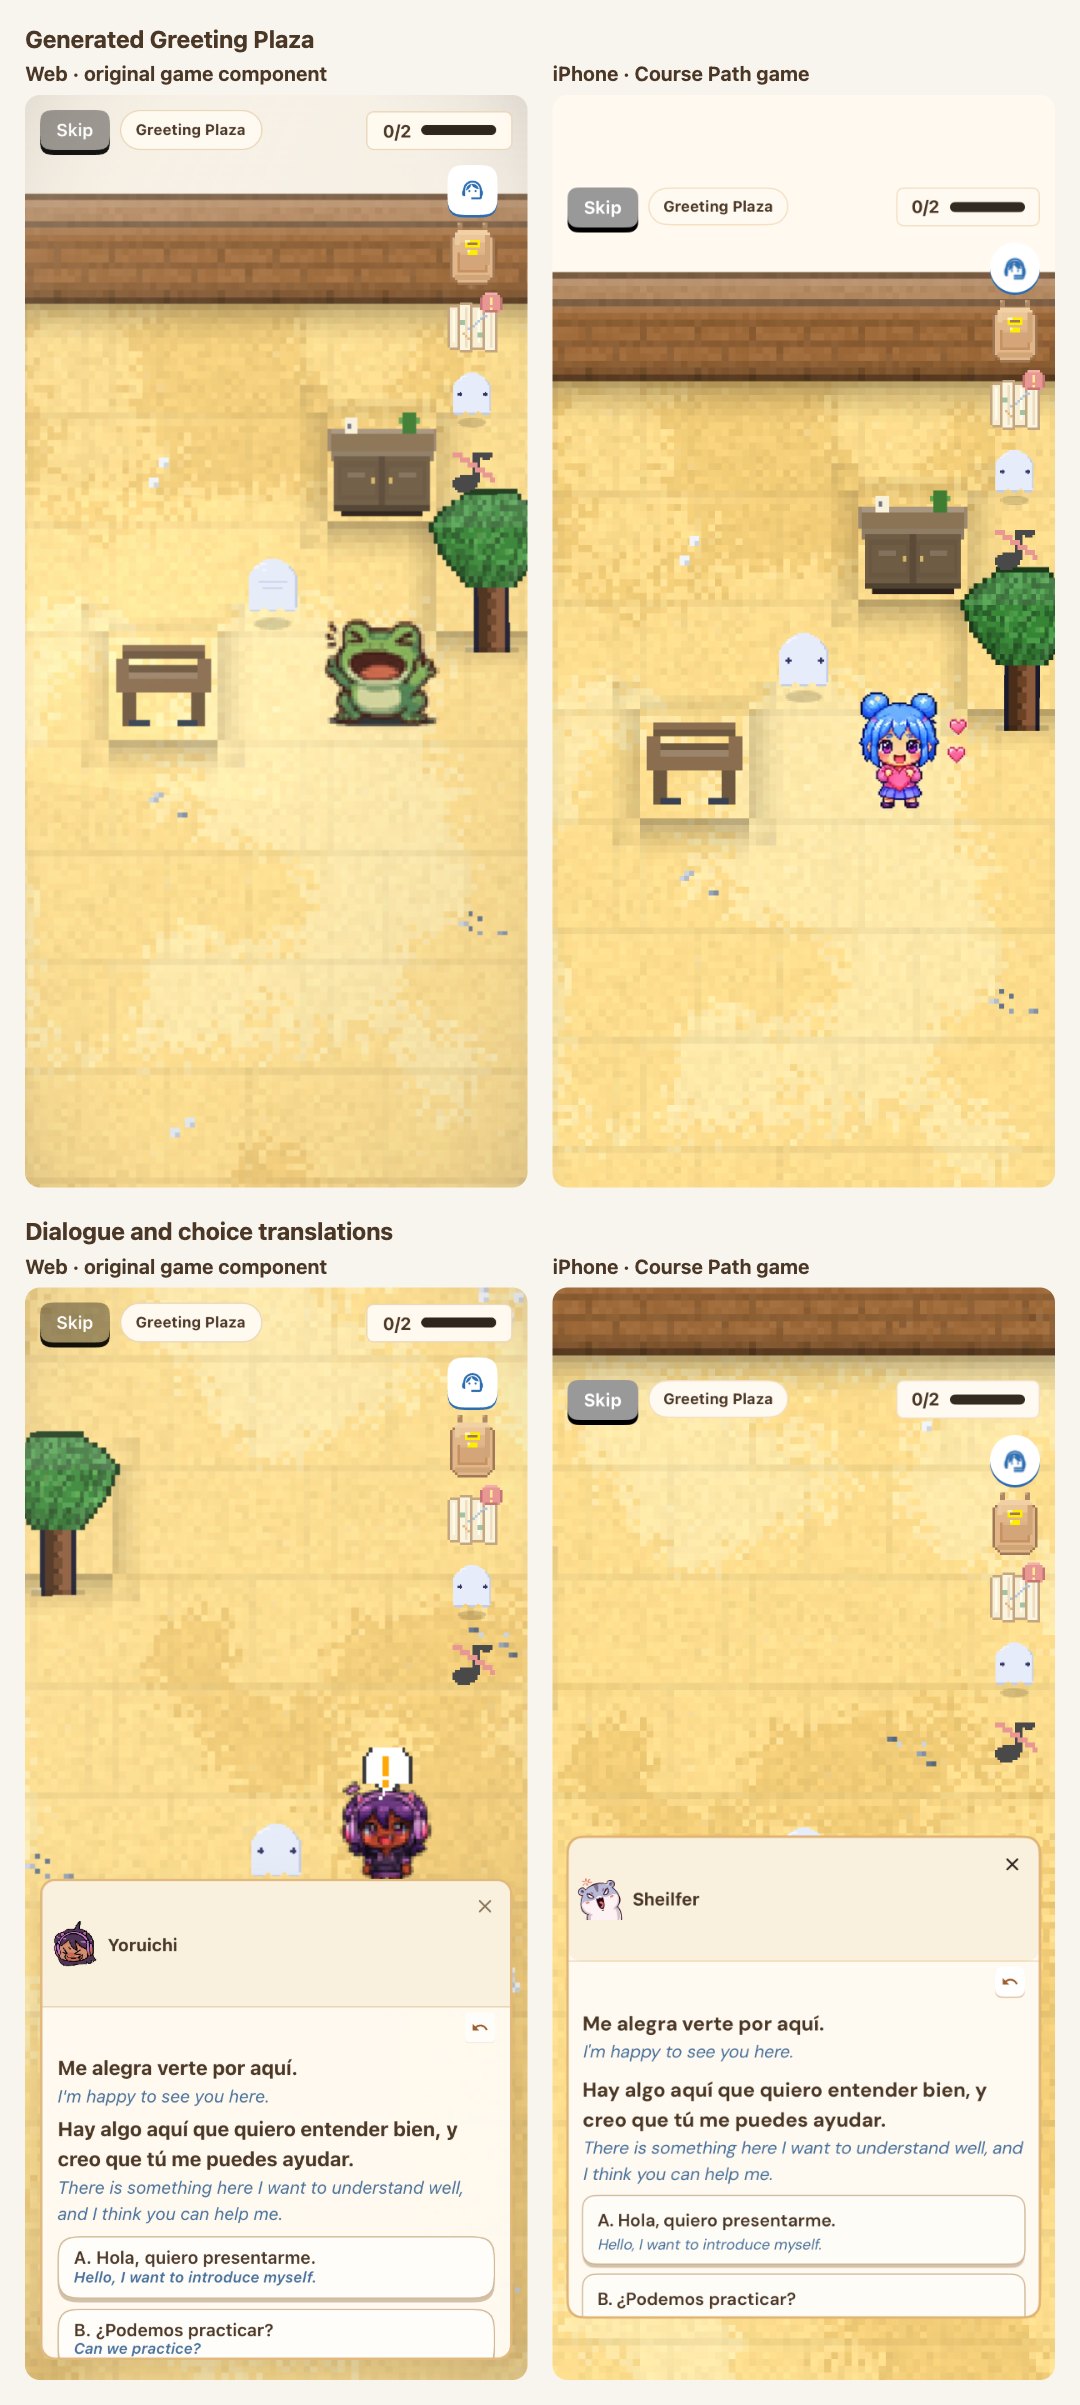 Generated Greeting Plaza
Web · original game component
iPhone · Course Path game
Skip
Greeting Plaza
0/2
Skip
Greeting Plaza
0/2
Dialogue and choice translations
Web · original game component
iPhone · Course Path game
Skip
Greeting Plaza
0/2
Yoruichi
Me alegra verte por aquí.
I'm happy to see you here.
Hay algo aquí que quiero entender bien, y
creo que tú me puedes ayudar.
There is something here I want to understand well,
and I think you can help me.
A. Hola, quiero presentarme.
Hello, I want to introduce myself.
B. ¿Podemos practicar?
Can we practice?
Skip
Greeting Plaza
0/2
Sheilfer
Me alegra verte por aquí.
I'm happy to see you here.
Hay algo aquí que quiero entender bien, y
creo que tú me puedes ayudar.
There is something here I want to understand well, and
I think you can help me.
A. Hola, quiero presentarme.
Hello, I want to introduce myself.
B. ¿Podemos practicar?